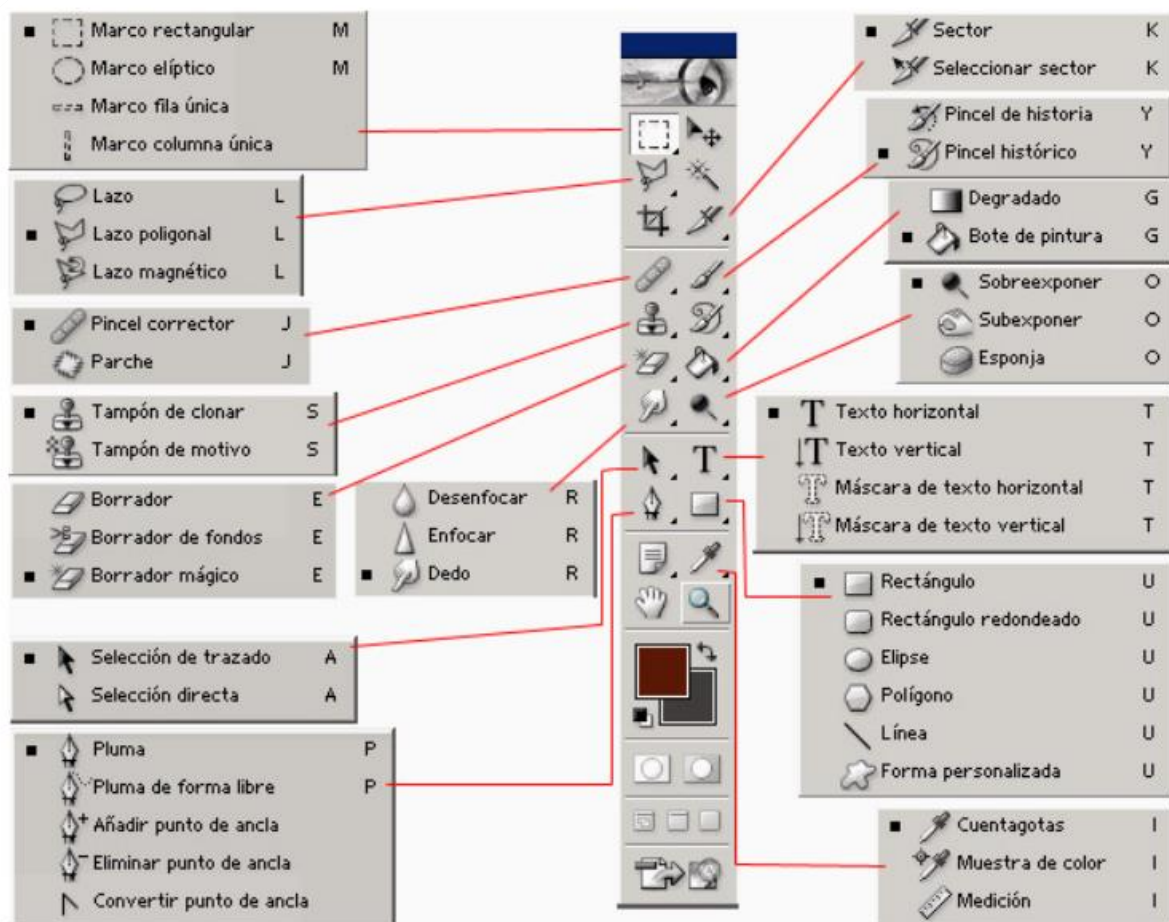 Marco rectangular M
Marco elíptico M
Marco fila única
Marco columna única
Lazo L
Lazo poligonal L
Lazo magnético L
Pincel corrector J
Parche J
Tampón de clonar S
Tampón de motivo S
Borrador E
Borrador de fondos E
Borrador mágico E
Desenfocar R
Enfocar R
Dedo R
Selección de trazado A
Selección directa A
Pluma P
Pluma de forma libre P
Añadir punto de ancla
Eliminar punto de ancla
Convertir punto de ancla
Sector K
Seleccionar sector K
Pincel de historia Y
Pincel histórico Y
Degradado G
Bote de pintura G
Sobreexponer O
Subexponer O
Esponja O
Texto horizontal T
Texto vertical T
Máscara de texto horizontal T
Máscara de texto vertical T
Rectángulo U
Rectángulo redondeado U
Elipse U
Polígono U
Línea U
Forma personalizada U
Cuentagotas I
Muestra de color I
Medición I